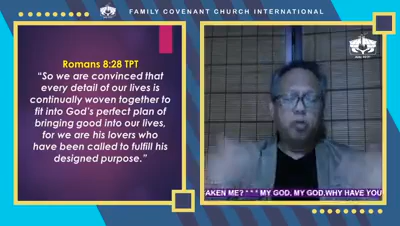 FAMILY COVENANT CHURCH INTERNATIONAL
Romans 8:28 TPT
“So we are convinced that
every detail of our lives is
continually woven together to
fit into God's perfect plan of
bringing good into our lives,
for we are his lovers who
have been called to fulfill his
designed purpose.”
AKEN ME? * * * MY GOD, MY GOD,WHY HAVE YOU